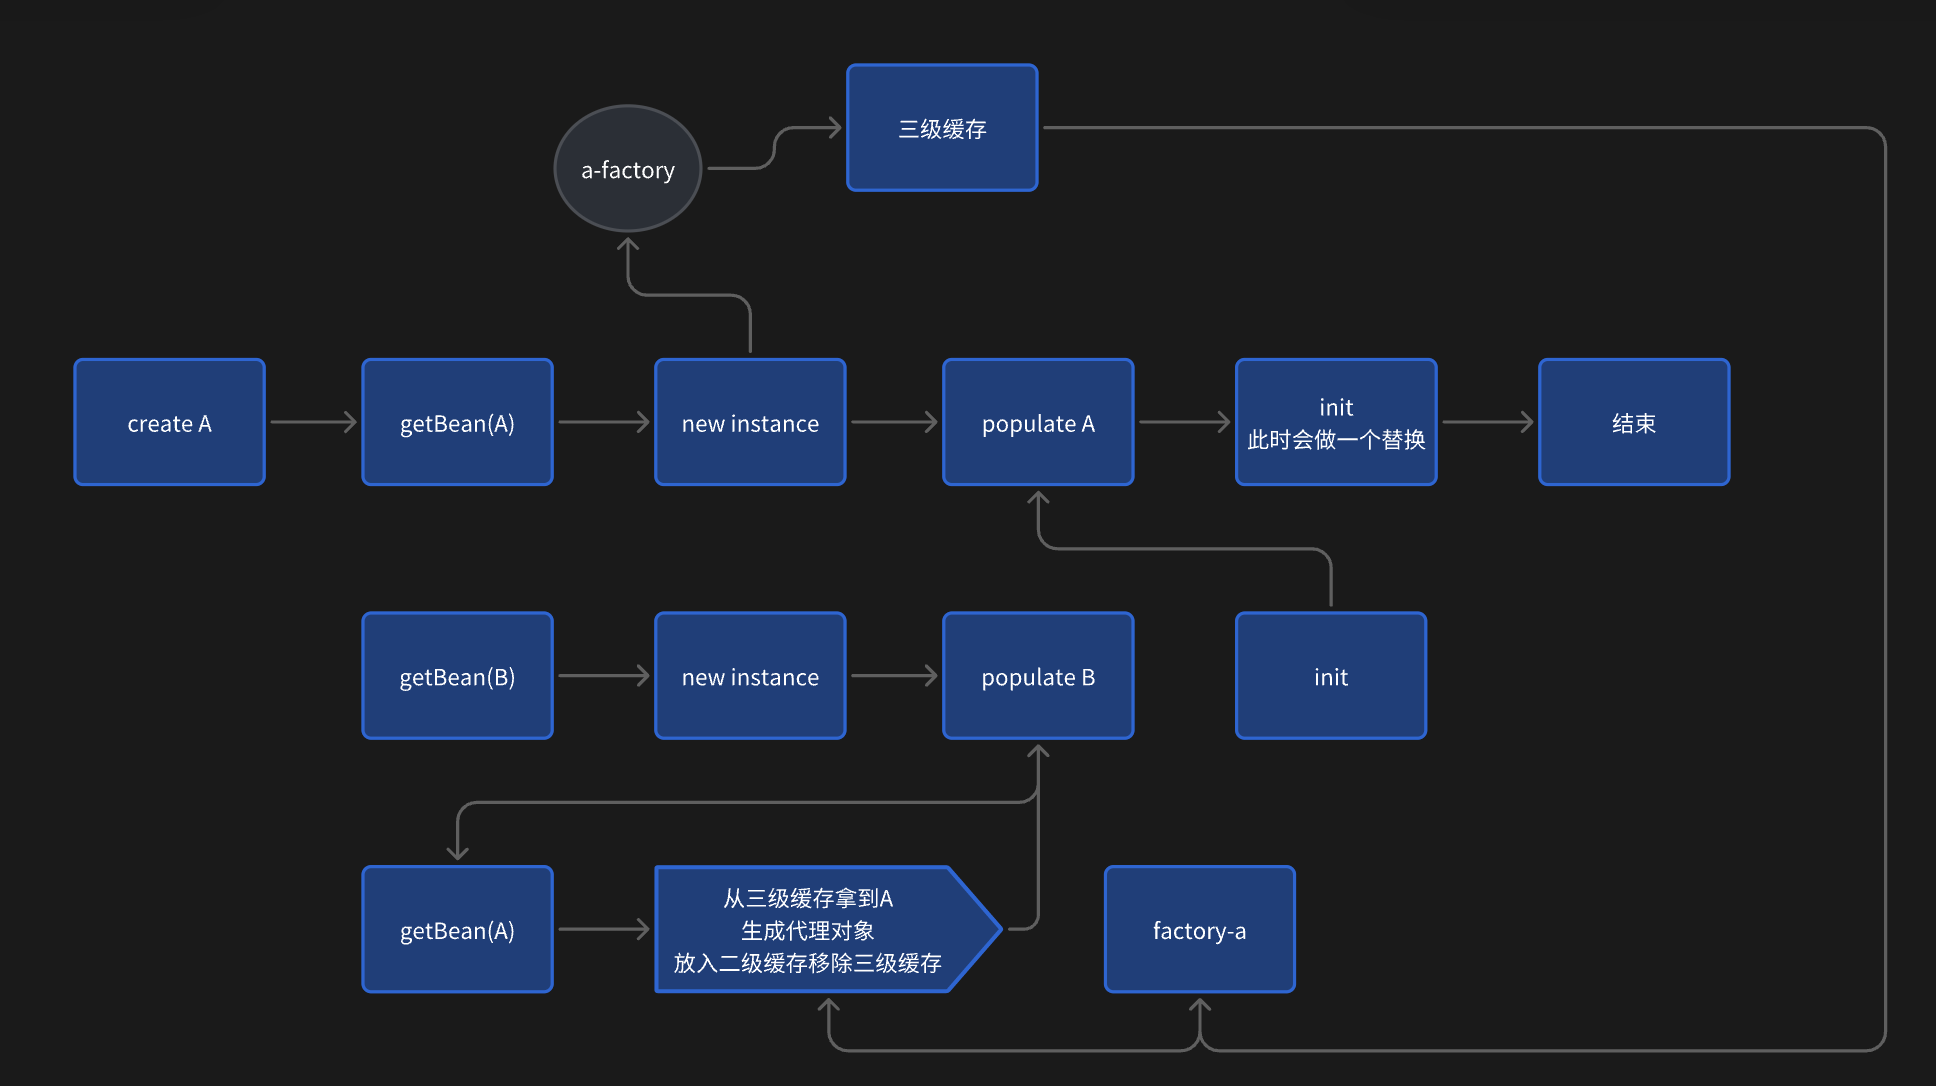 三级缓存
a-factory
create A
getBean(A)
new instance
populate A
init
此时会做一个替换
结束
getBean(B)
new instance
populate B
init
getBean(A)
从三级缓存拿到A
生成代理对象
放入二级缓存移除三级缓存
factory-a